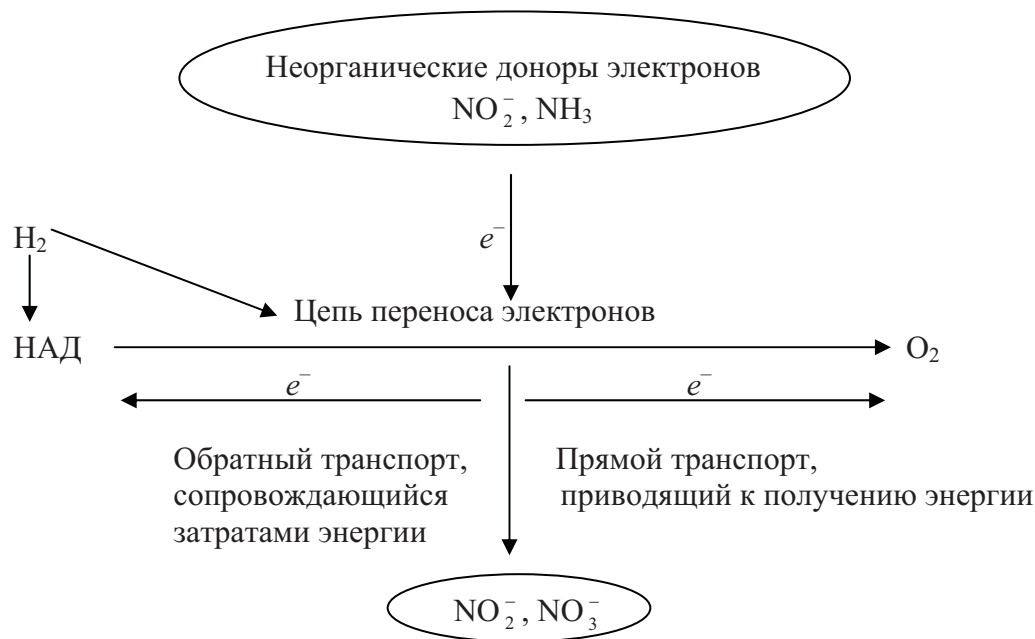 Неорганические доноры электронов
NO₂⁻, NH₃
H₂
e⁻
Цепь переноса электронов
НАД
O₂
e⁻
e⁻
Обратный транспорт,
сопровождающийся
затратами энергии
Прямой транспорт,
приводящий к получению энергии
NO₂⁻, NO₃⁻